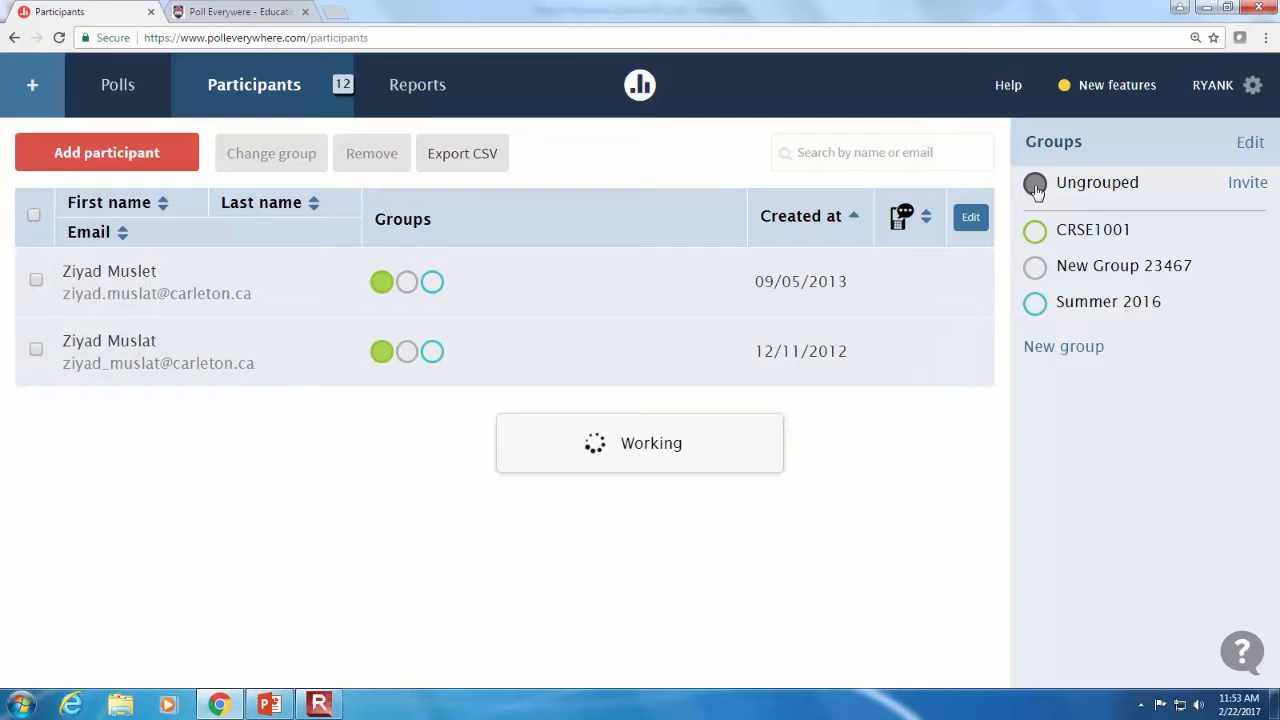 Participants
Poll Everywere - Educatio
Secure
https://www.polleverywhere.com/participants
+
Polls
Participants
12
Reports
Help
New features
RYANK
Add participant
Change group
Remove
Export CSV
Search by name or email
Groups
Edit
First name
Last name
Email
Groups
Created at
Edit
Ungrouped
Invite
CRSE1001
New Group 23467
Summer 2016
New group
Ziyad Muslet
ziyad.muslat@carleton.ca
09/05/2013
Ziyad Muslat
ziyad_muslat@carleton.ca
12/11/2012
Working
?
11:53 AM
2/22/2017